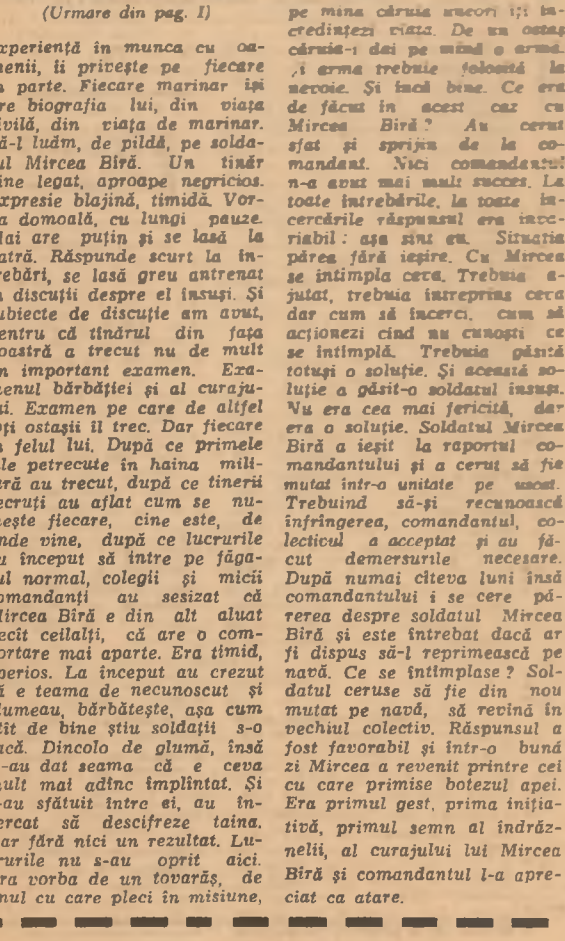 (Urmare din pag. I)
xperiență în munca cu oa-
menii, îi privește pe fiecare
parte. Fiecare marinar își
re biografia lui, din viața
ivilă, din viața de marinar.
ă-l luăm, de pildă, pe solda-
ul Mircea Bîră. Un tînăr
ine legat, aproape negricios.
xpresie blajină, timidă. Vor-
a domoală, cu lungi pauze.
Mai are puțin și se lasă la
atră. Răspunde scurt la în-
rebări, se lasă greu antrenat
discuții despre el însuși. Și
ubiecte de discuție am avut,
entru că tînărul din fața
oastră a trecut nu de mult
n important examen. Exa-
enul bărbăției și al curaju-
ui. Examen pe care de altfel
oți ostașii îl trec. Dar fiecare
felul lui. După ce primele
ile petrecute în haina mili-
ară au trecut, după ce tinerii
ecruți au aflat cum se nu-
ește fiecare, cine este, de
nde vine, după ce lucrurile
u început să intre pe făga-
ul normal, colegii și micii
omandanți au sesizat că
Mircea Bîră e din alt aluat
ecît ceilalți, că are o com-
ortare mai aparte. Era timid,
perios. La început au crezut
ă e teama de necunoscut și
lumeau, bărbătește, așa cum
tît de bine știu soldații s-o
acă. Dincolo de glumă, însă
-au dat seama că e ceva
mult mai adînc împlîntat. Și
-au sfătuit între ei, au în-
ercat să descifreze taina.
ar fără nici un rezultat. Lu-
rurile nu s-au oprit aici.
ra vorba de un tovarăș, de
mul cu care pleci în misiune,
pe mîna căruia uneori îți în-
credințezi viața. De un ostaș
căruia-i dai pe mînă o armă.
și arma trebuie folosită la
nevoie. Și încă bine. Ce era
de făcut în acest caz cu
Mircea Bîră? Au cerut
sfat și sprijin de la co-
mandant. Nici comandantul
n-a avut mai mult succes. La
toate întrebările, la toate în-
cercările răspunsul era inva-
riabil: așa sînt eu. Situația
părea fără ieșire. Cu Mircea
se întîmpla ceva. Trebuia a-
jutat, trebuia întreprins ceva
dar cum să încerci, cum să
acționezi cînd nu cunoști ce
se întîmplă. Trebuia găsită
totuși o soluție. Și această so-
luție a găsit-o soldatul însuși.
Nu era cea mai fericită, dar
era o soluție. Soldatul Mircea
Bîră a ieșit la raportul co-
mandantului și a cerut să fie
mutat într-o unitate pe uscat.
Trebuind să-și recunoască
înfrîngerea, comandantul, co-
lectivul a acceptat și au fă-
cut demersurile necesare.
După numai cîteva luni însă
comandantului i se cere pă-
rerea despre soldatul Mircea
Bîră și este întrebat dacă ar
fi dispus să-l reprimească pe
navă. Ce se întîmplase? Sol-
datul ceruse să fie din nou
mutat pe navă, să revină în
vechiul colectiv. Răspunsul a
fost favorabil și într-o bună
zi Mircea a revenit printre cei
cu care primise botezul apei.
Era primul gest, prima iniția-
tivă, primul semn al îndrăz-
nelii, al curajului lui Mircea
Bîră și comandantul l-a apre-
ciat ca atare.